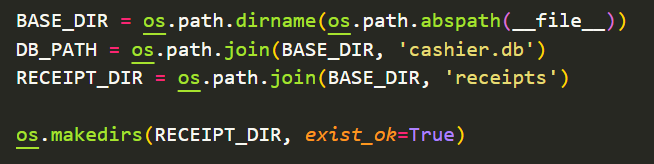 BASE_DIR = os.path.dirname(os.path.abspath(__file__))
DB_PATH = os.path.join(BASE_DIR, 'cashier.db')
RECEIPT_DIR = os.path.join(BASE_DIR, 'receipts')
os.makedirs(RECEIPT_DIR, exist_ok=True)